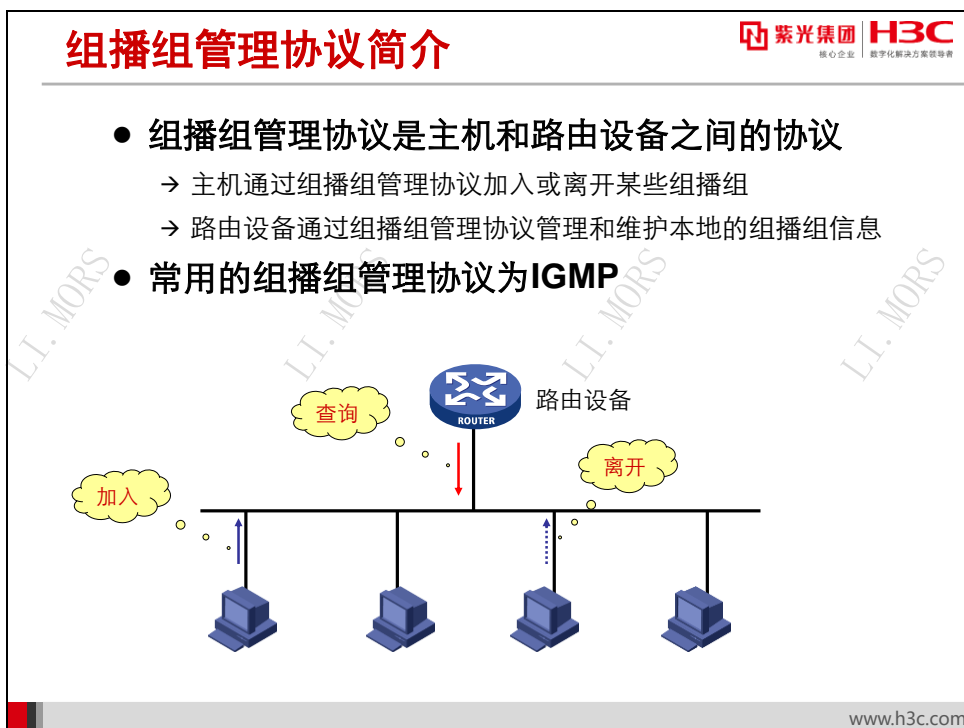 组播组管理协议简介
紫光集团 H3C
核心企业 数字化解决方案领导者
● 组播组管理协议是主机和路由设备之间的协议
→ 主机通过组播组管理协议加入或离开某些组播组
→ 路由设备通过组播组管理协议管理和维护本地的组播组信息
● 常用的组播组管理协议为IGMP
LI. MORS
LI. MORS
LI. MORS
LI. MORS
查询
ROUTER
路由设备
离开
加入
www.h3c.com